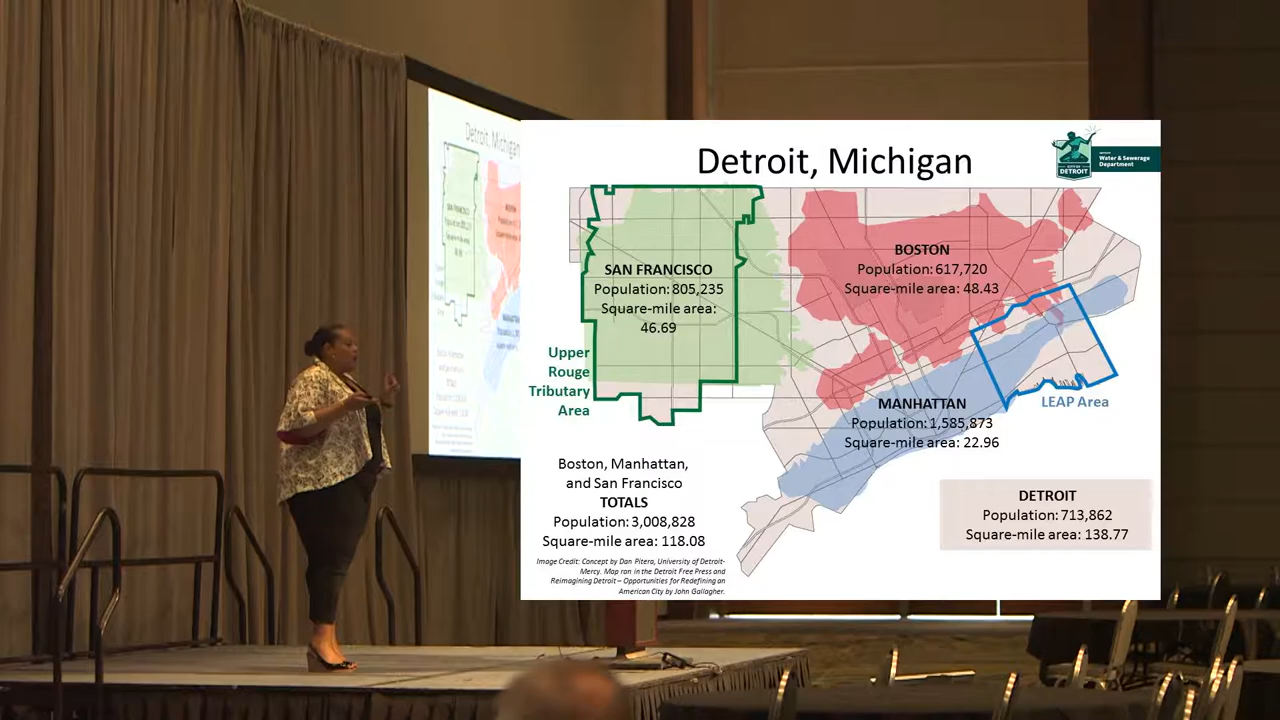 Detroit, Michigan
CITY OF
DETROIT
Water & Sewerage
Department
SAN FRANCISCO
Population: 805,235
Square-mile area:
46.69
BOSTON
Population: 617,720
Square-mile area: 48.43
Upper
Rouge
Tributary
Area
MANHATTAN
Population: 1,585,873
Square-mile area: 22.96
LEAP Area
Boston, Manhattan,
and San Francisco
TOTALS
Population: 3,008,828
Square-mile area: 118.08
DETROIT
Population: 713,862
Square-mile area: 138.77
Image Credit: Concept by Dan Pitera, University of Detroit-
Mercy. Map ran in the Detroit Free Press and
Reimagining Detroit – Opportunities for Redefining an
American City by John Gallagher.
Detroit, Michigan
SAN FRANCISCO